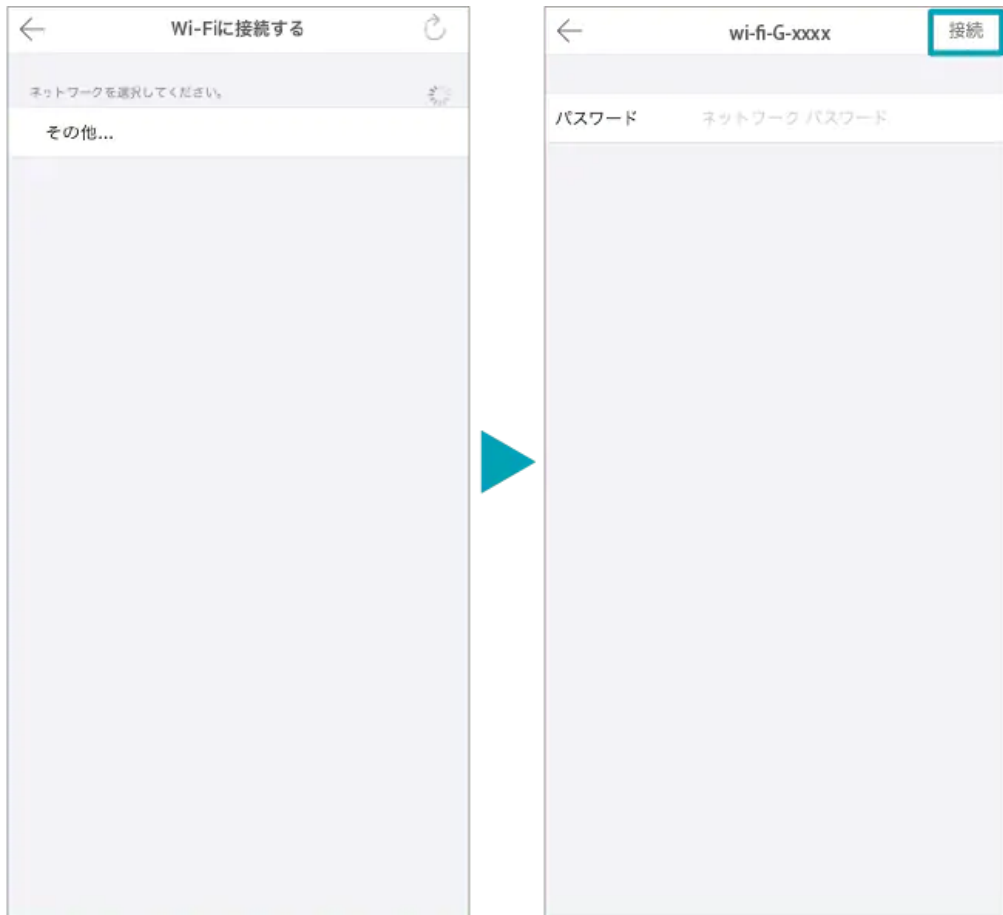 Wi-Fiに接続する
ネットワークを選択してください。
その他...
wi-fi-G-xxxx
接続
パスワード
ネットワーク パスワード